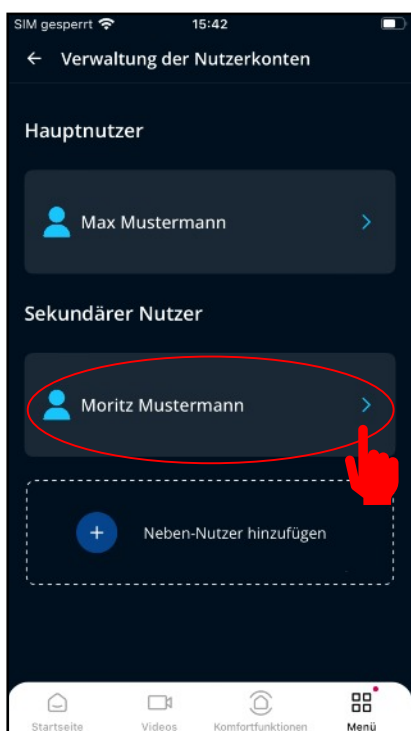 SIM gesperrt 15:42
← Verwaltung der Nutzerkonten
Hauptnutzer
Max Mustermann
Sekundärer Nutzer
Moritz Mustermann
+ Neben-Nutzer hinzufügen
Startseite Videos Komfortfunktionen Menü